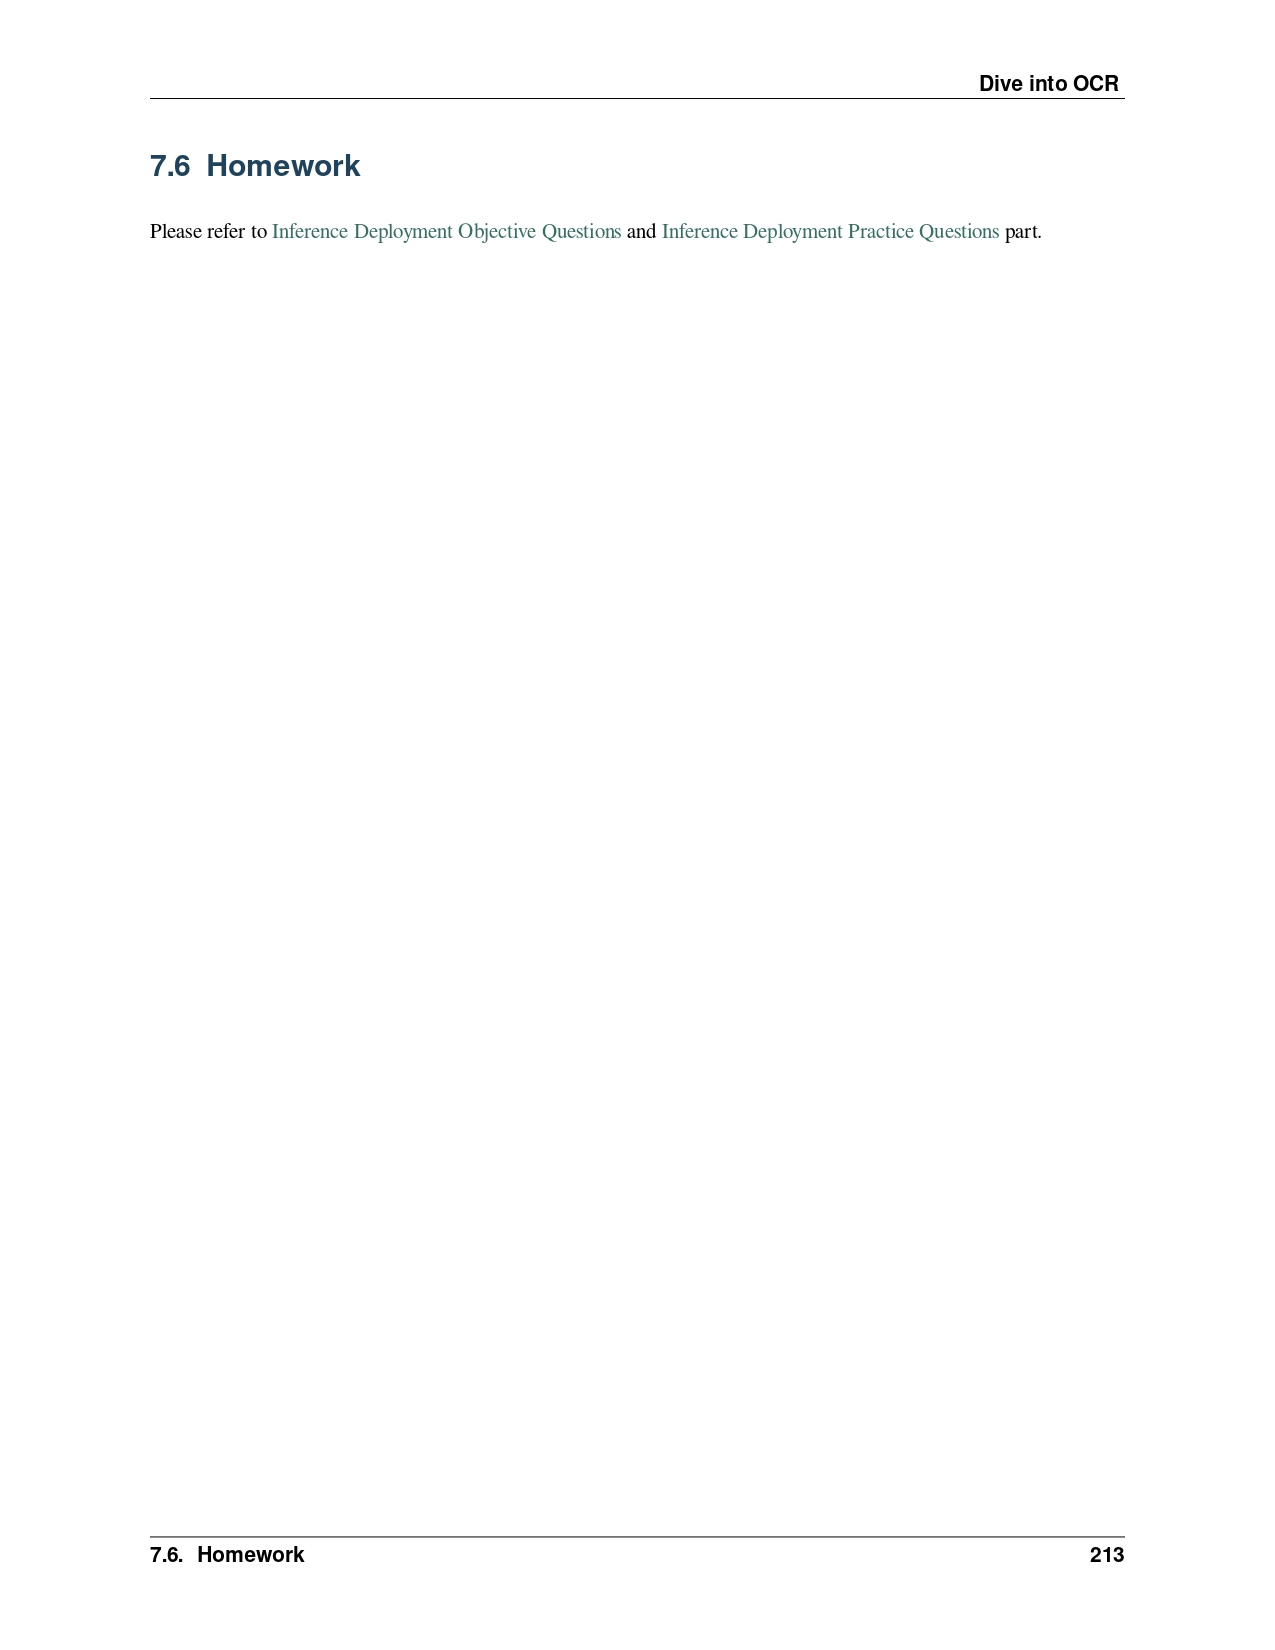 Dive into OCR
7.6 Homework
Please refer to Inference Deployment Objective Questions and Inference Deployment Practice Questions part.
7.6. Homework 213